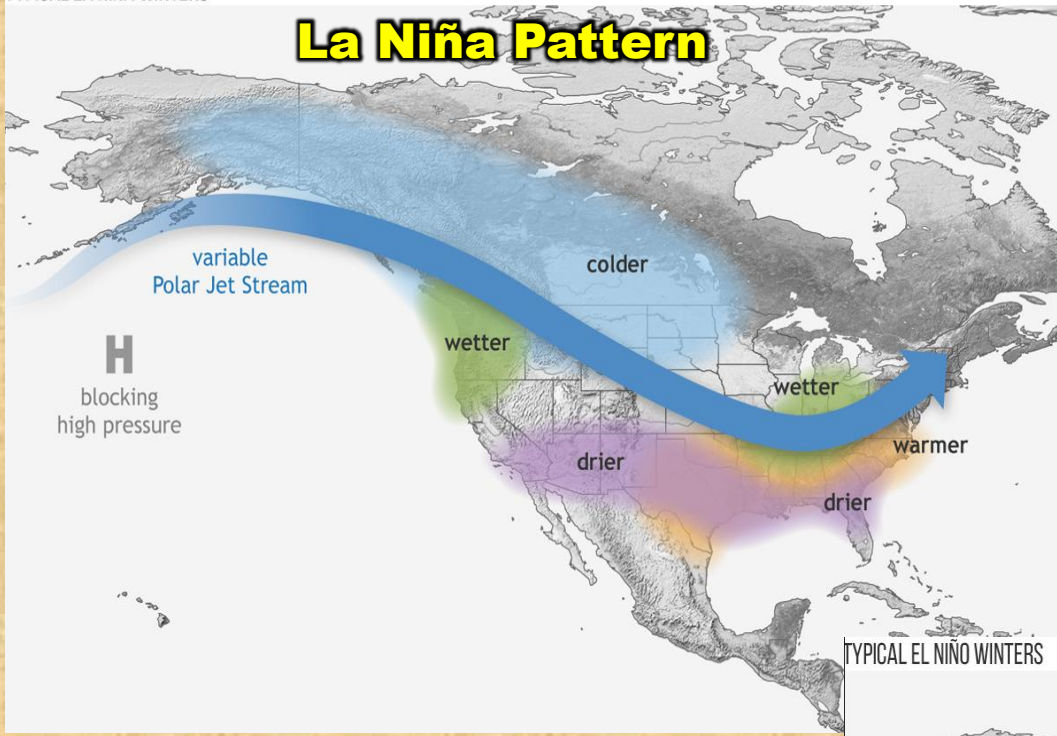 La Niña Pattern
variable
Polar Jet Stream
colder
H
blocking
high pressure
wetter
wetter
warmer
drier
drier
TYPICAL EL NIÑO WINTERS